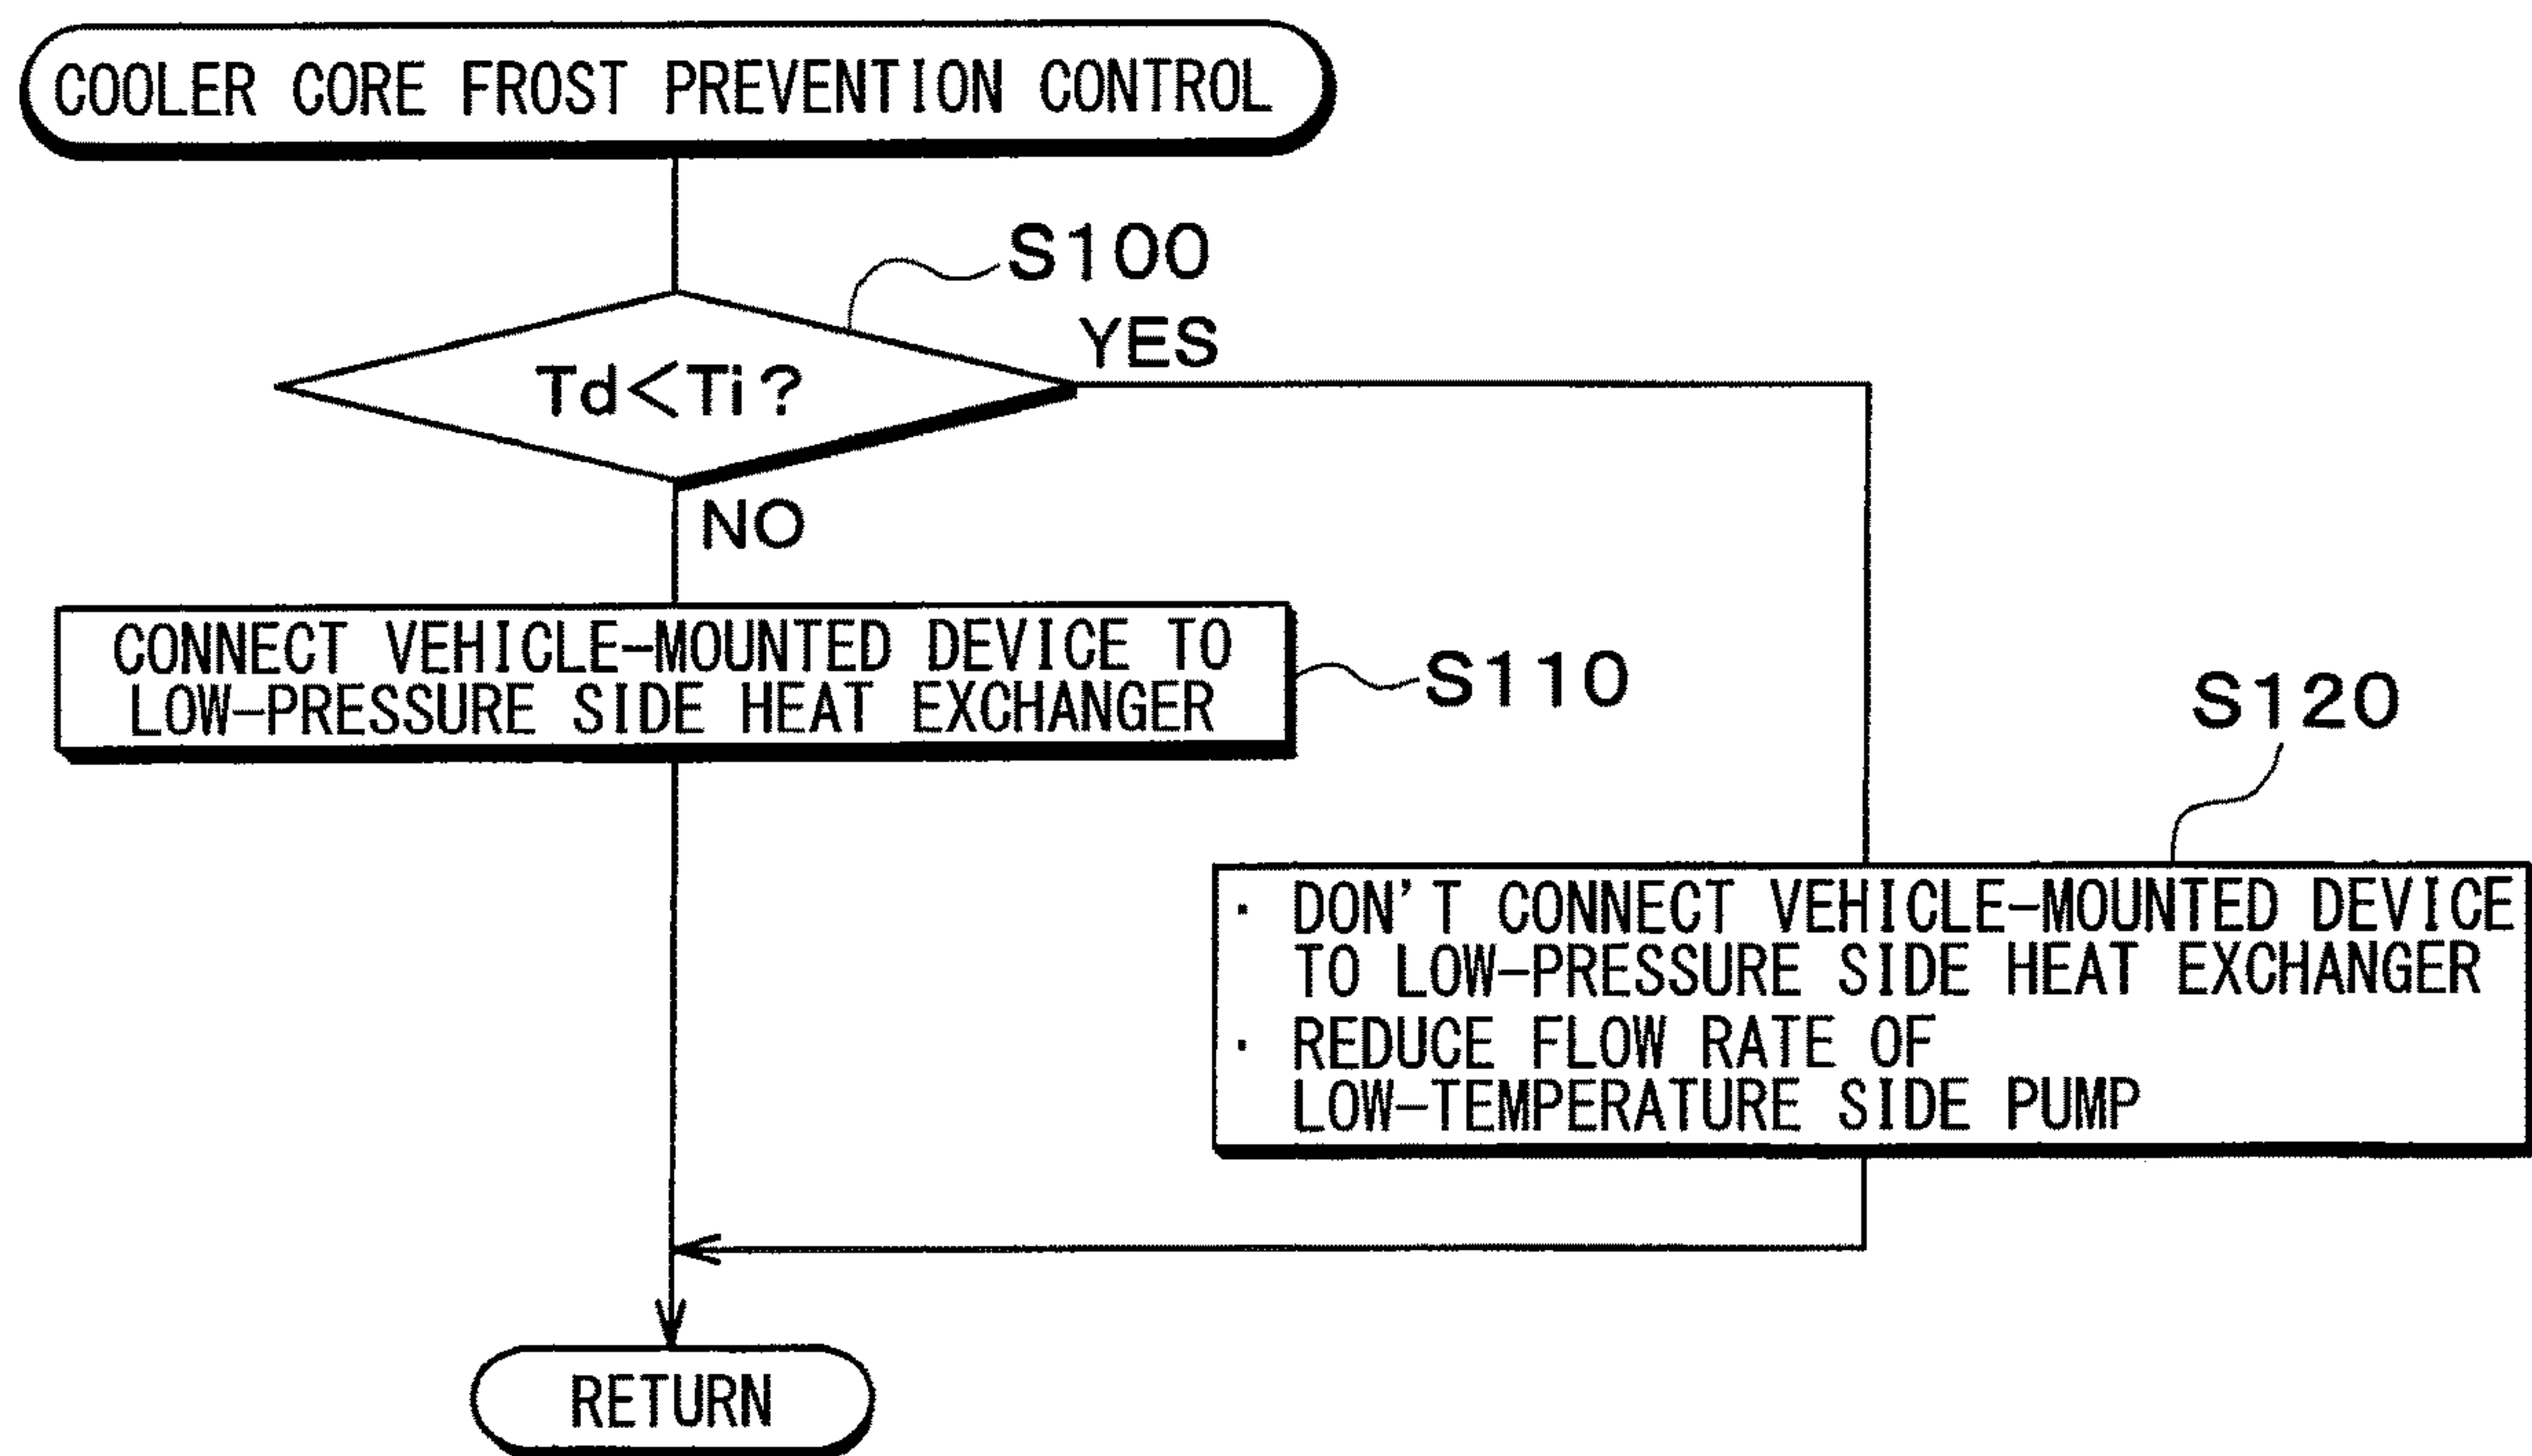 COOLER CORE FROST PREVENTION CONTROL
S100
YES
Td<Ti?
NO
CONNECT VEHICLE-MOUNTED DEVICE TO
LOW-PRESSURE SIDE HEAT EXCHANGER
S110
S120
· DON'T CONNECT VEHICLE-MOUNTED DEVICE
TO LOW-PRESSURE SIDE HEAT EXCHANGER
· REDUCE FLOW RATE OF
LOW-TEMPERATURE SIDE PUMP
RETURN